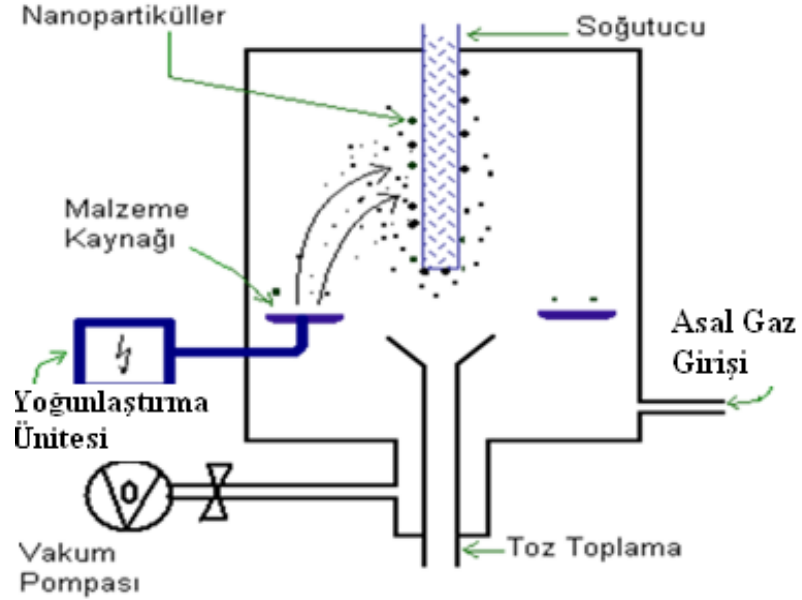 Nanopartiküller
Soğutucu
Malzeme
Kaynağı
Asal Gaz
Girişi
Yoğunlaştırma
Ünitesi
Vakum
Pompası
Toz Toplama